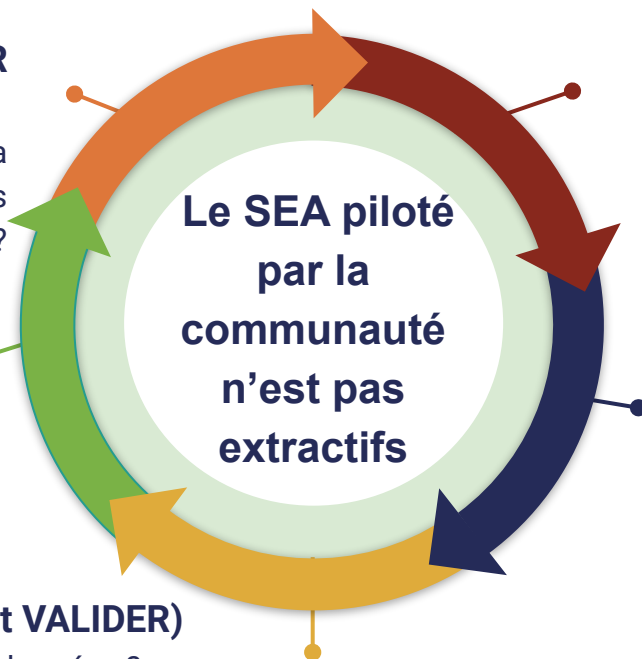 R
a
s
?
Le SEA piloté
par la
communauté
n'est pas
extractifs
t VALIDER)